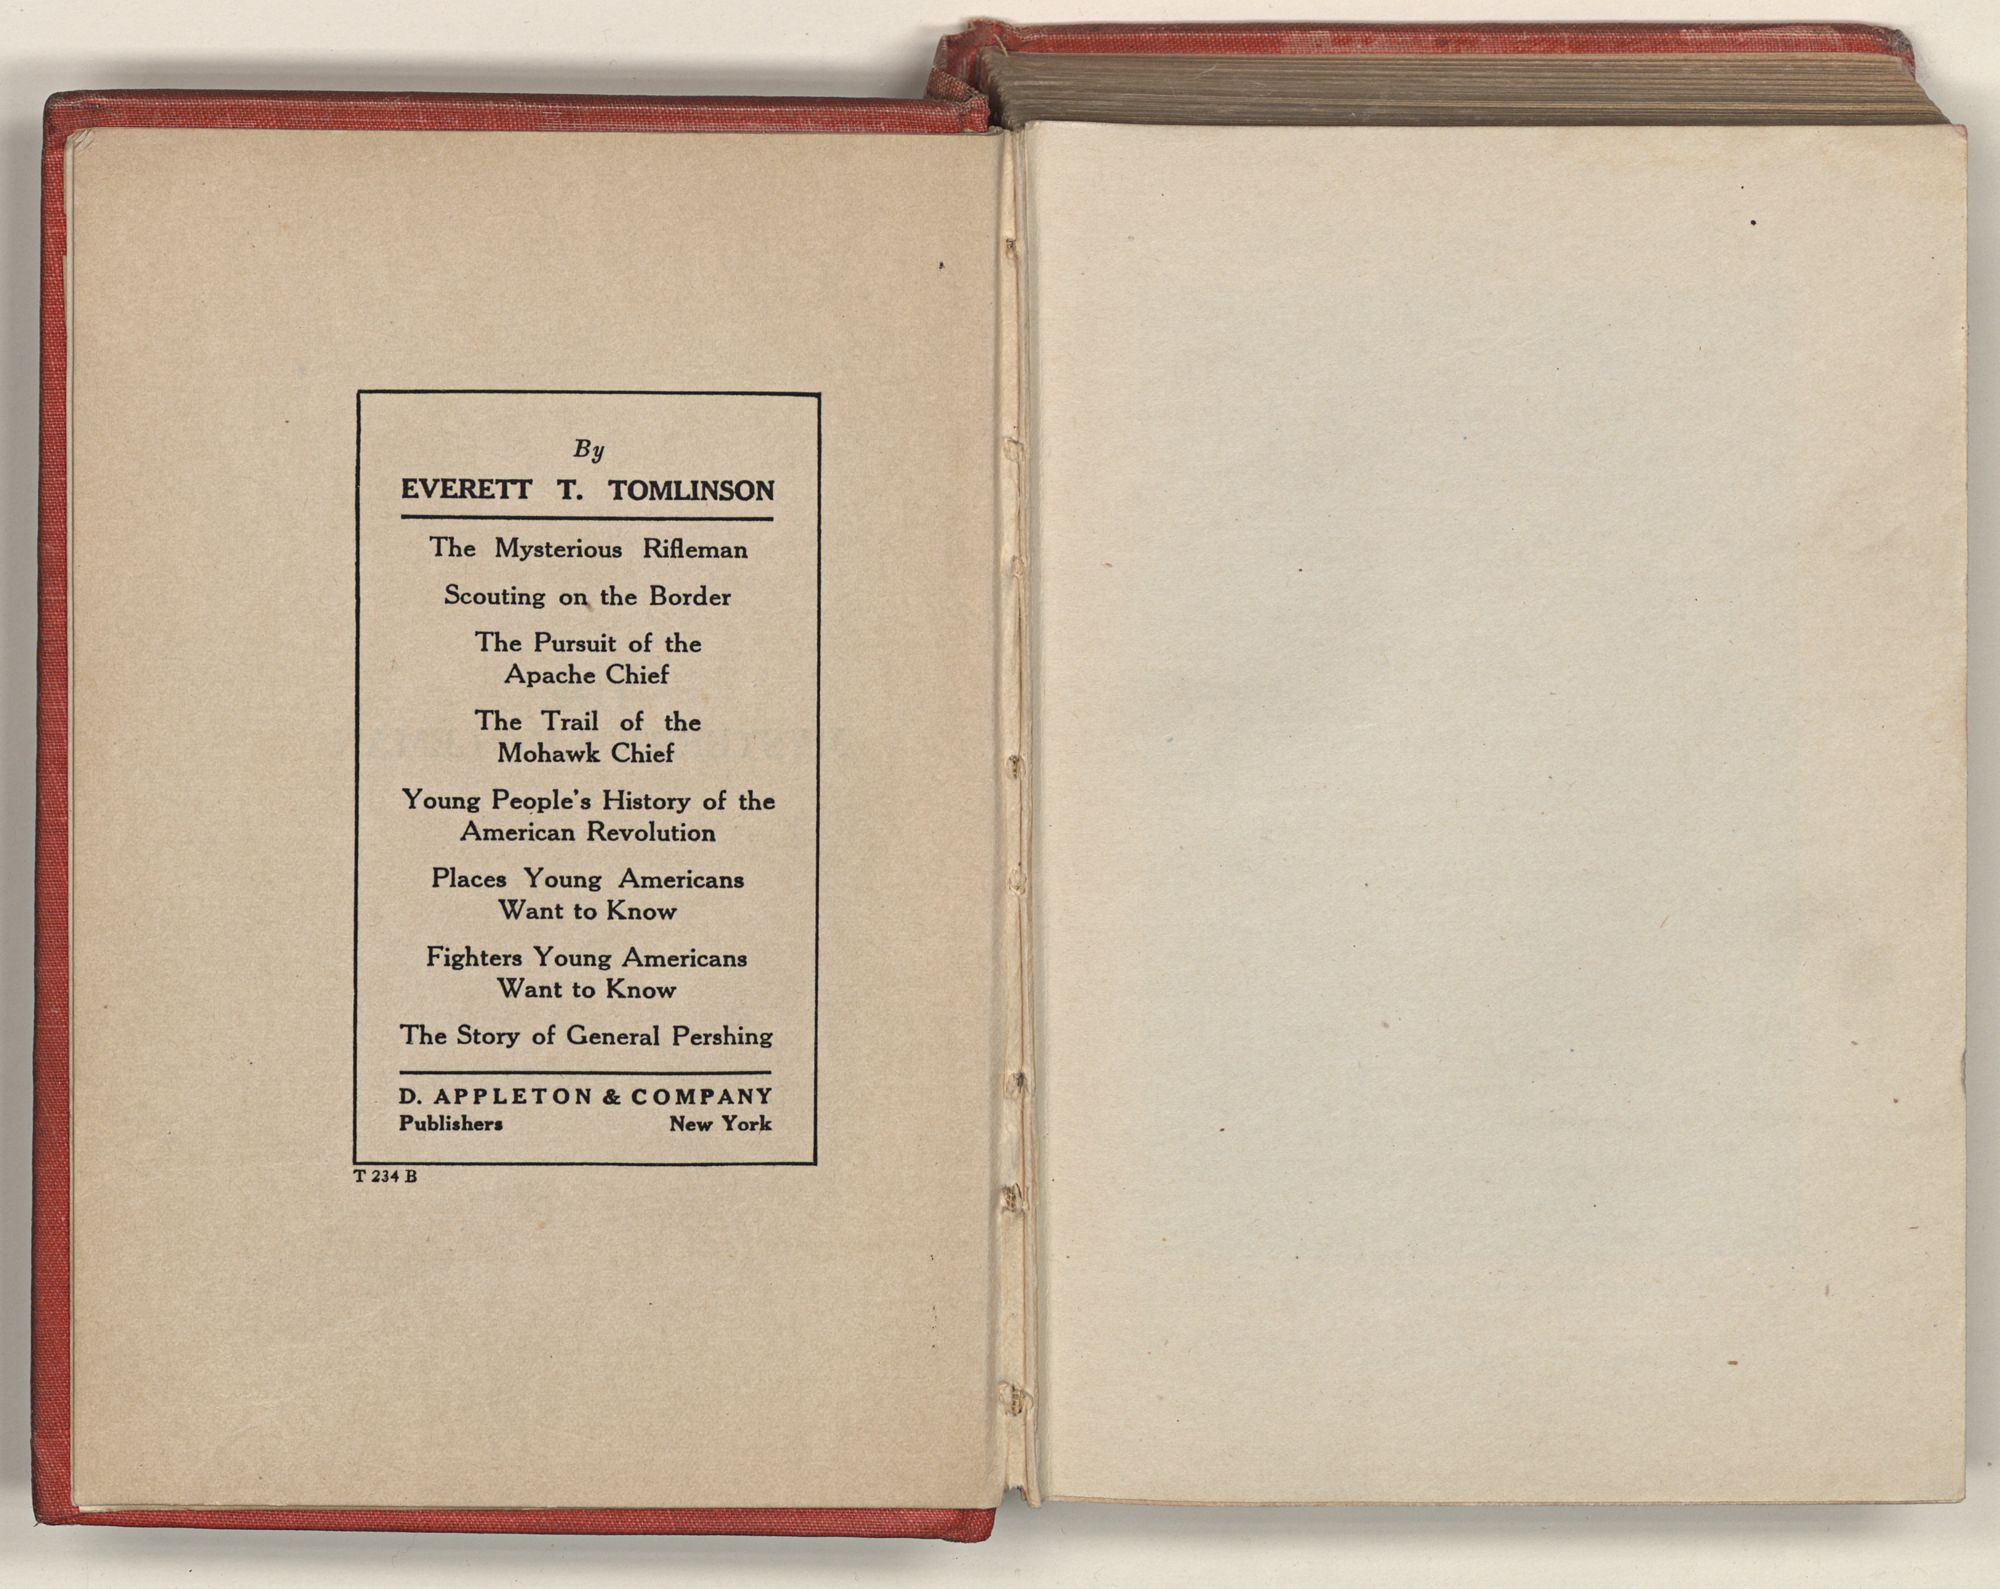 By
EVERETT T. TOMLINSON
The Mysterious Rifleman
Scouting on the Border
The Pursuit of the
Apache Chief
The Trail of the
Mohawk Chief
Young People's History of the
American Revolution
Places Young Americans
Want to Know
Fighters Young Americans
Want to Know
The Story of General Pershing
D. APPLETON & COMPANY
Publishers New York
T 234 B